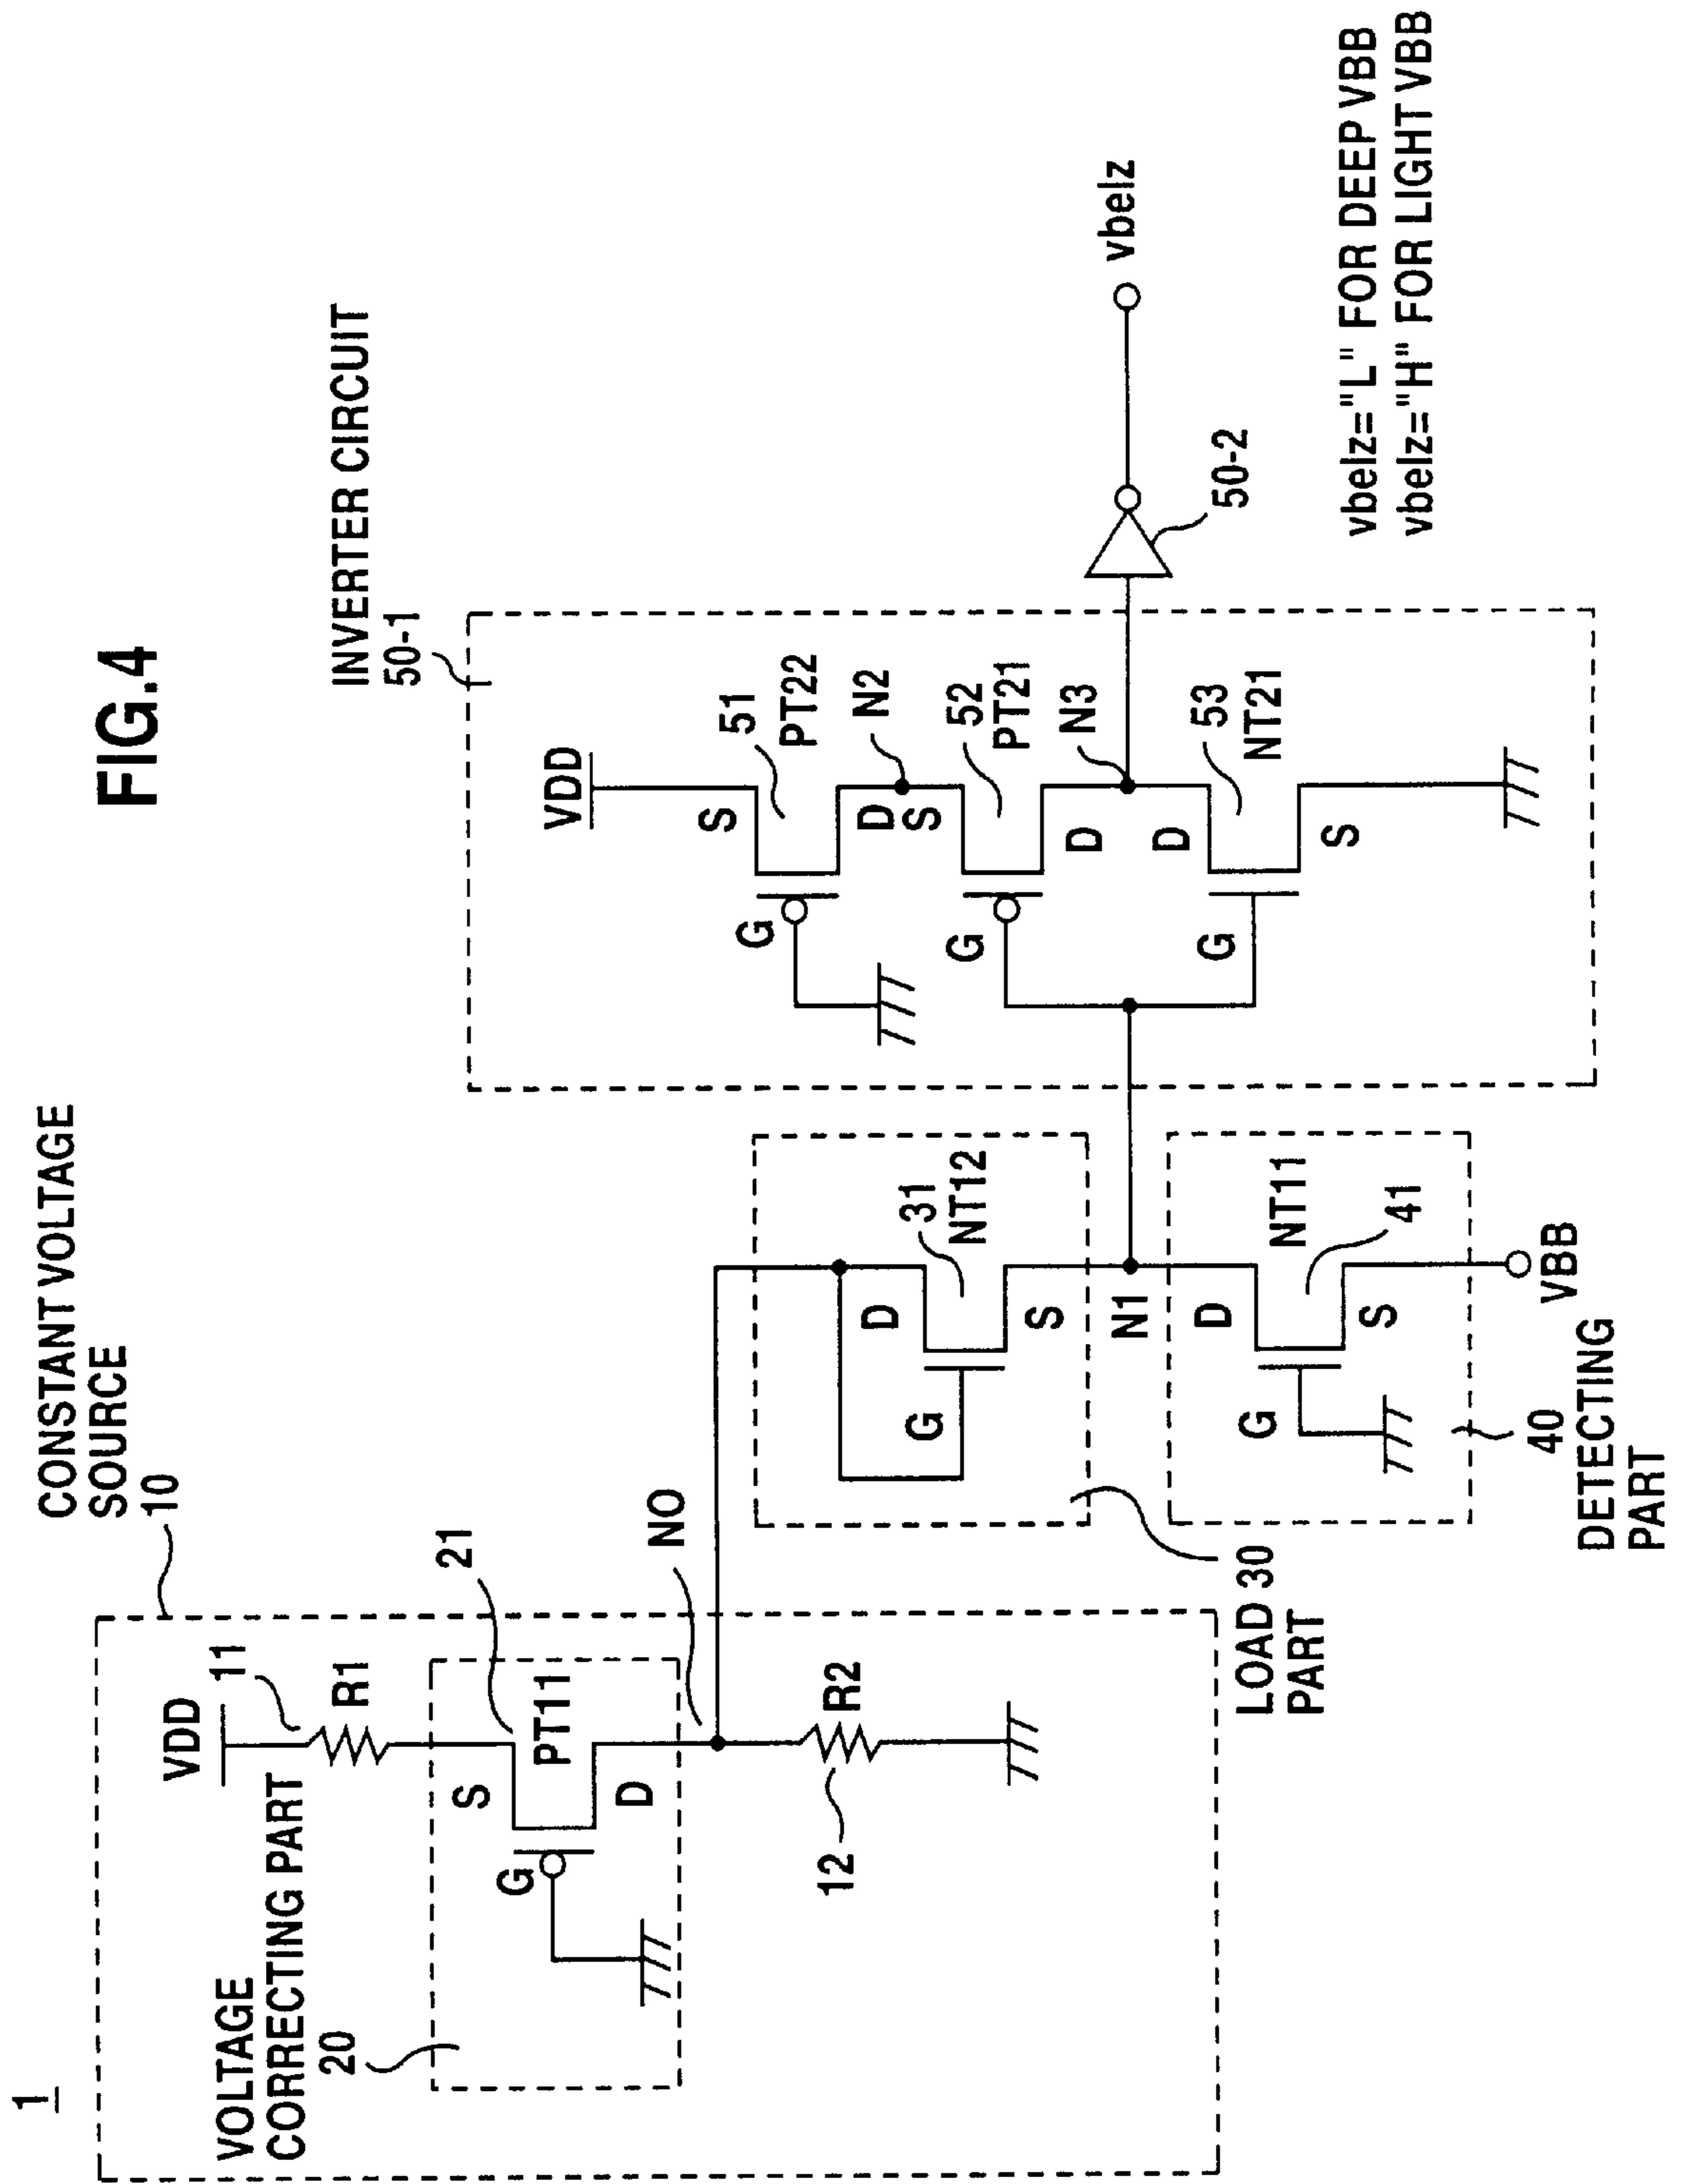 FIG.4
1
CONSTANT VOLTAGE
SOURCE
10
VOLTAGE
CORRECTING PART
20
VDD
11
R1
S
PT11
21
G
D
NO
12
R2
LOAD 30
PART
31
NT12
D
G
S
N1
D
NT11
41
G
S
VBB
40
DETECTING
PART
INVERTER CIRCUIT
50-1
VDD
S
51
PT22
G
D
N2
S
52
PT21
G
D
N3
D
53
NT21
G
S
50-2
vbelz
vbelz="L" FOR DEEP VBB
vbelz="H" FOR LIGHT VBB